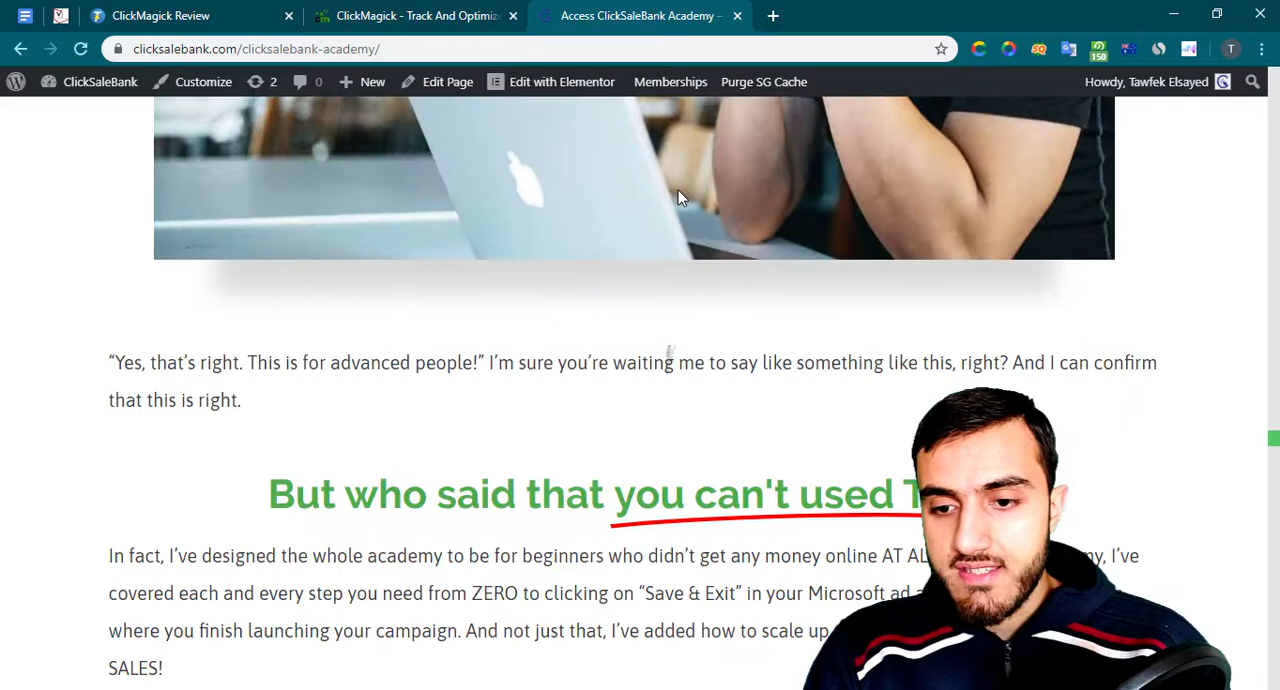 ClickMagick Review
ClickMagick - Track And Optimize
Access ClickSaleBank Academy –
clicksalebank.com/clicksalebank-academy/
150
T
ClickSaleBank
Customize
2
0
New
Edit Page
Edit with Elementor
Memberships
Purge SG Cache
Howdy, Tawfek Elsayed
“Yes, that’s right. This is for advanced people!” I’m sure you’re waiting me to say like something like this, right? And I can confirm
that this is right.
But who said that you can't used
In fact, I’ve designed the whole academy to be for beginners who didn’t get any money online AT I’ve
covered each and every step you need from ZERO to clicking on “Save & Exit” in your Microsoft ad
where you finish launching your campaign. And not just that, I’ve added how to scale up
SALES!